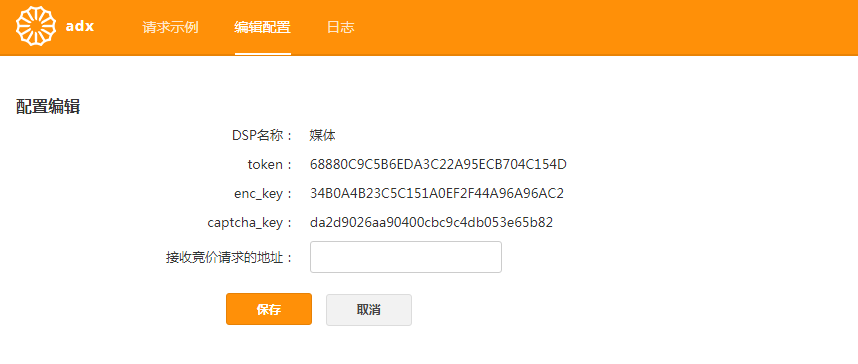 adx 请求示例 编辑配置 日志
配置编辑
DSP名称： 媒体
token： 68880C9C5B6EDA3C22A95ECB704C154D
enc_key： 34B0A4B23C5C151A0EF2F44A96A96AC2
captcha_key： da2d9026aa90400cbc9c4db053e65b82
接收竞价请求的地址：
保存 取消